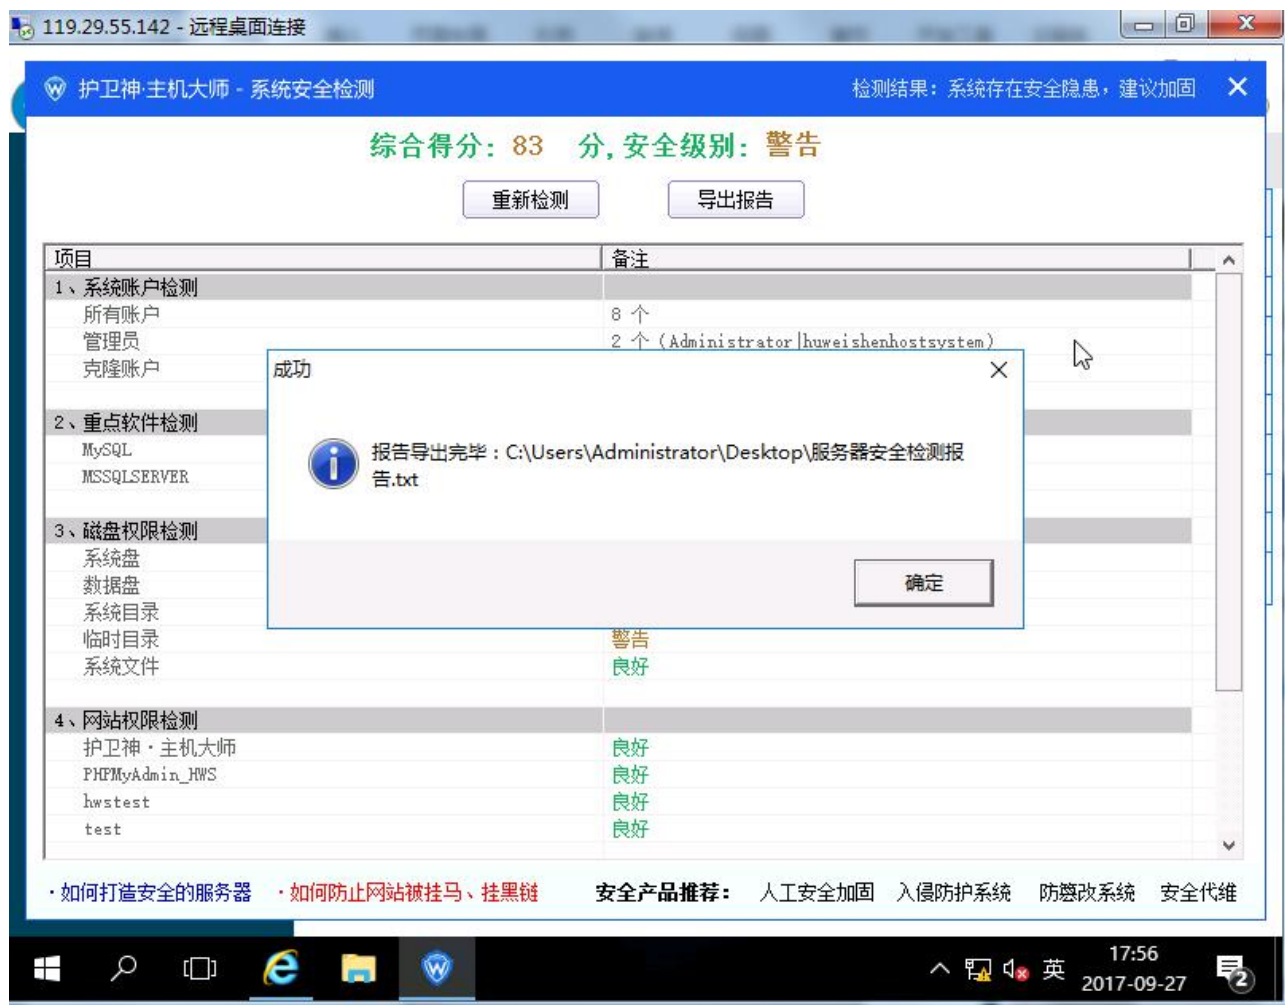 119.29.55.142 - 远程桌面连接
护卫神·主机大师 - 系统安全检测 检测结果：系统存在安全隐患，建议加固
综合得分: 83 分,安全级别: 警告
重新检测 导出报告
项目 备注
1、系统账户检测
所有账户 8 个
管理员 2 个 (Administrator|huweishenhostsystem)
克隆账户
成功
2、重点软件检测
MySQL
MSSQLSERVER
报告导出完毕：C:\Users\Administrator\Desktop\服务器安全检测报
告.txt
3、磁盘权限检测
系统盘
数据盘
确定
系统目录
临时目录 警告
系统文件 良好
4、网站权限检测
护卫神·主机大师 良好
PHPMyAdmin_HWS 良好
hwstest 良好
test 良好
·如何打造安全的服务器 ·如何防止网站被挂马、挂黑链 安全产品推荐: 人工安全加固 入侵防护系统 防篡改系统 安全代维
英 17:56
2017-09-27 2